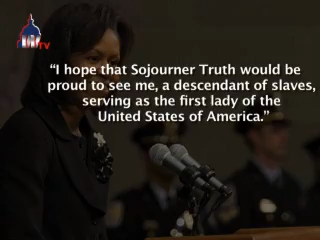 TV
“I hope that Sojourner Truth would be
proud to see me, a descendant of slaves,
serving as the first lady of the
United States of America.”